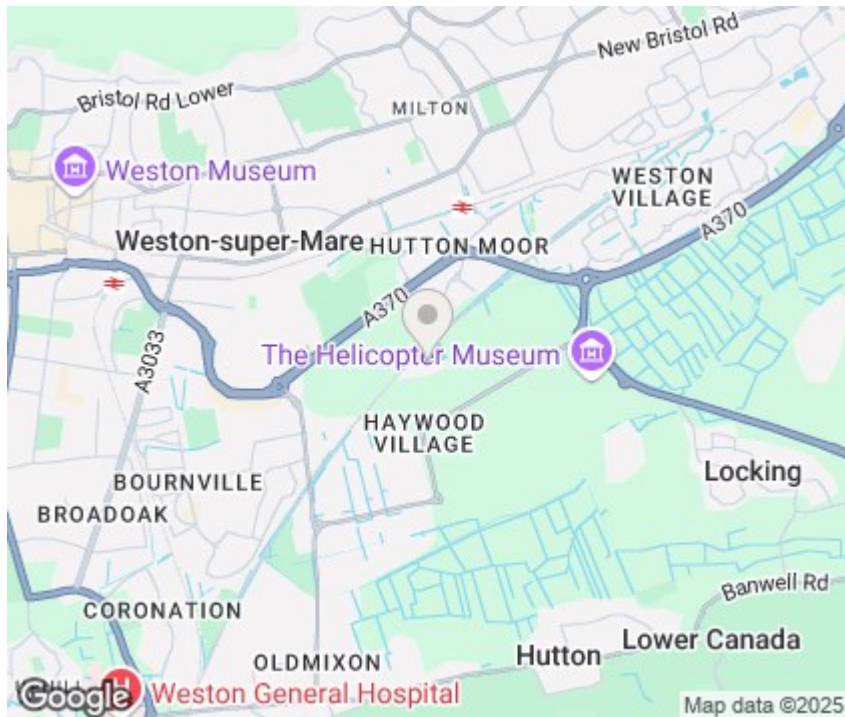 New Bristol Rd
Bristol Rd Lower
MILTON
Weston Museum
WESTON
VILLAGE
A370
Weston-super-Mare
HUTTON MOOR
A370
The Helicopter Museum
A3033
HAYWOOD
VILLAGE
Locking
BOURNVILLE
BROADOAK
Banwell Rd
CORONATION
Lower Canada
Hutton
OLDMIXON
Weston General Hospital
Google
Map data ©2025